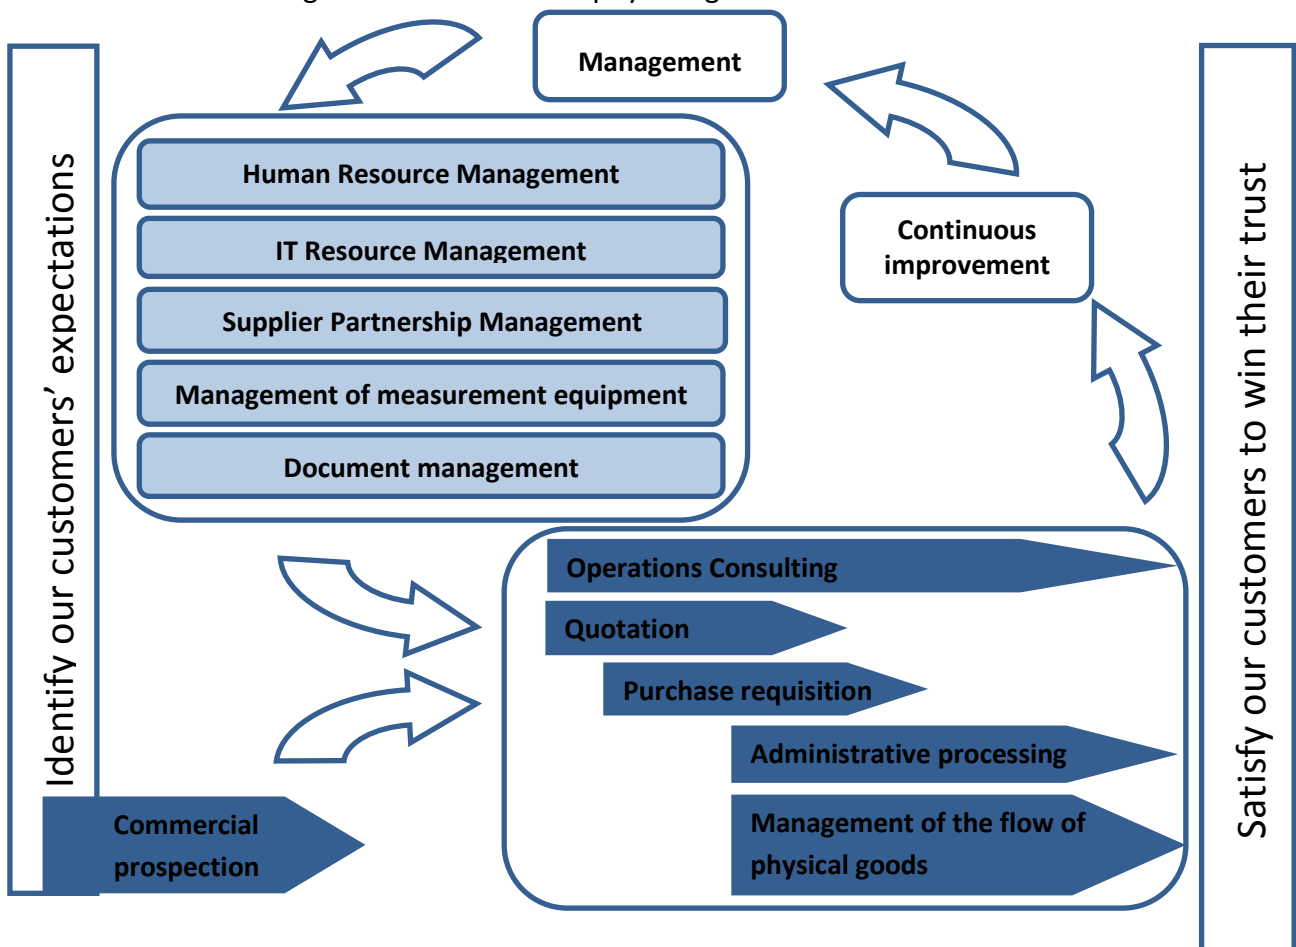 Management
Human Resource Management
IT Resource Management
Supplier Partnership Management
Management of measurement equipment
Document management
Continuous
improvement
Identify our customers’ expectations
Satisfy our customers to win their trust
Operations Consulting
Quotation
Purchase requisition
Administrative processing
Management of the flow of
physical goods
Commercial
prospection